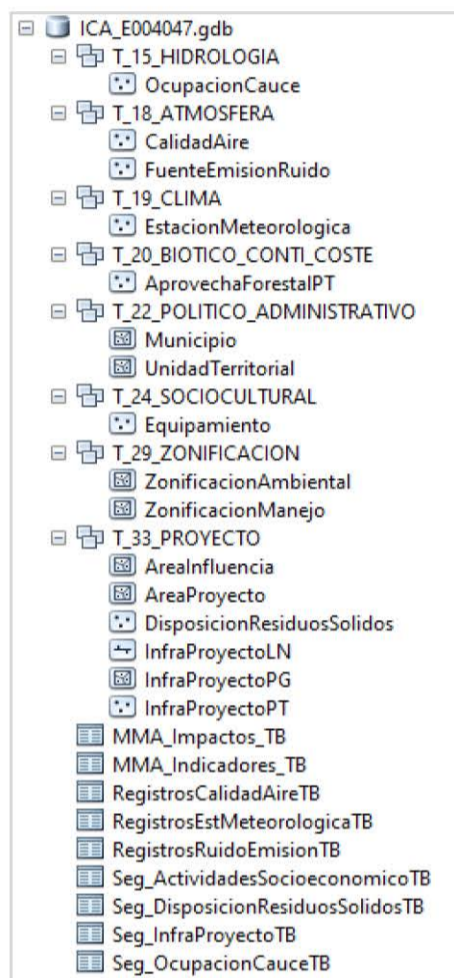 ICA_E004047.gdb
T_15_HIDROLOGIA
OcupacionCauce
T_18_ATMOSFERA
CalidadAire
FuenteEmisionRuido
T_19_CLIMA
EstacionMeteorologica
T_20_BIOTICO_CONTI_COSTE
AprovechaForestalPT
T_22_POLITICO_ADMINISTRATIVO
Municipio
UnidadTerritorial
T_24_SOCIOCULTURAL
Equipamiento
T_29_ZONIFICACION
ZonificacionAmbiental
ZonificacionManejo
T_33_PROYECTO
AreaInfluencia
AreaProyecto
DisposicionResiduosSolidos
InfraProyectoLN
InfraProyectoPG
InfraProyectoPT
MMA_Impactos_TB
MMA_Indicadores_TB
RegistrosCalidadAireTB
RegistrosEstMeteorologicaTB
RegistrosRuidoEmisionTB
Seg_ActividadesSocioeconomicoTB
Seg_DisposicionResiduosSolidosTB
Seg_InfraProyectoTB
Seg_OcupacionCauceTB